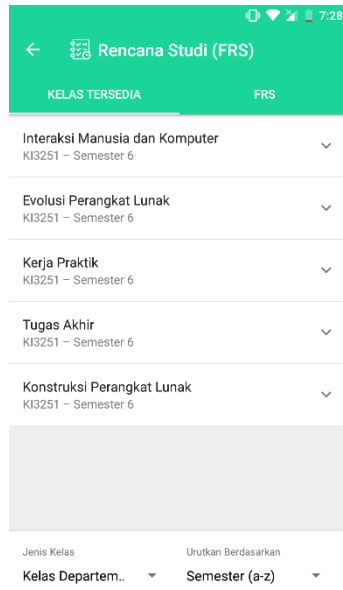 7:28
Rencana Studi (FRS)
KELAS TERSEDIA
FRS
Interaksi Manusia dan Komputer
KI3251 – Semester 6
Evolusi Perangkat Lunak
KI3251 – Semester 6
Kerja Praktik
KI3251 – Semester 6
Tugas Akhir
KI3251 – Semester 6
Konstruksi Perangkat Lunak
KI3251 – Semester 6
Jenis Kelas
Urutkan Berdasarkan
Kelas Departem..
Semester (a-z)